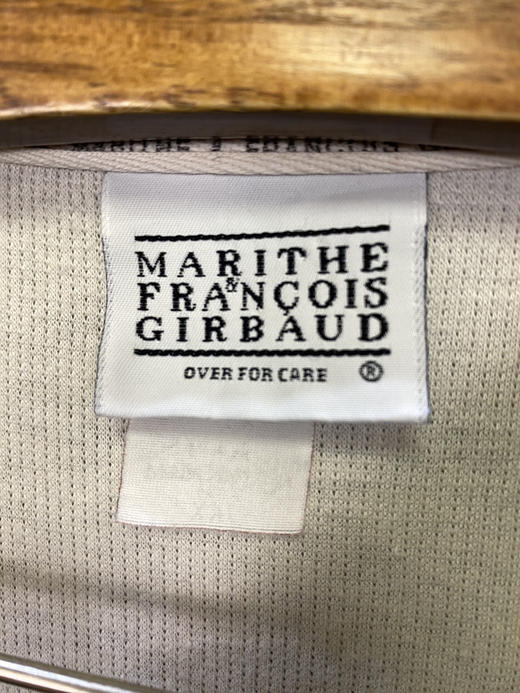 MARITHE
&
FRANÇOIS
GIRBAUD
OVER FOR CARE ®